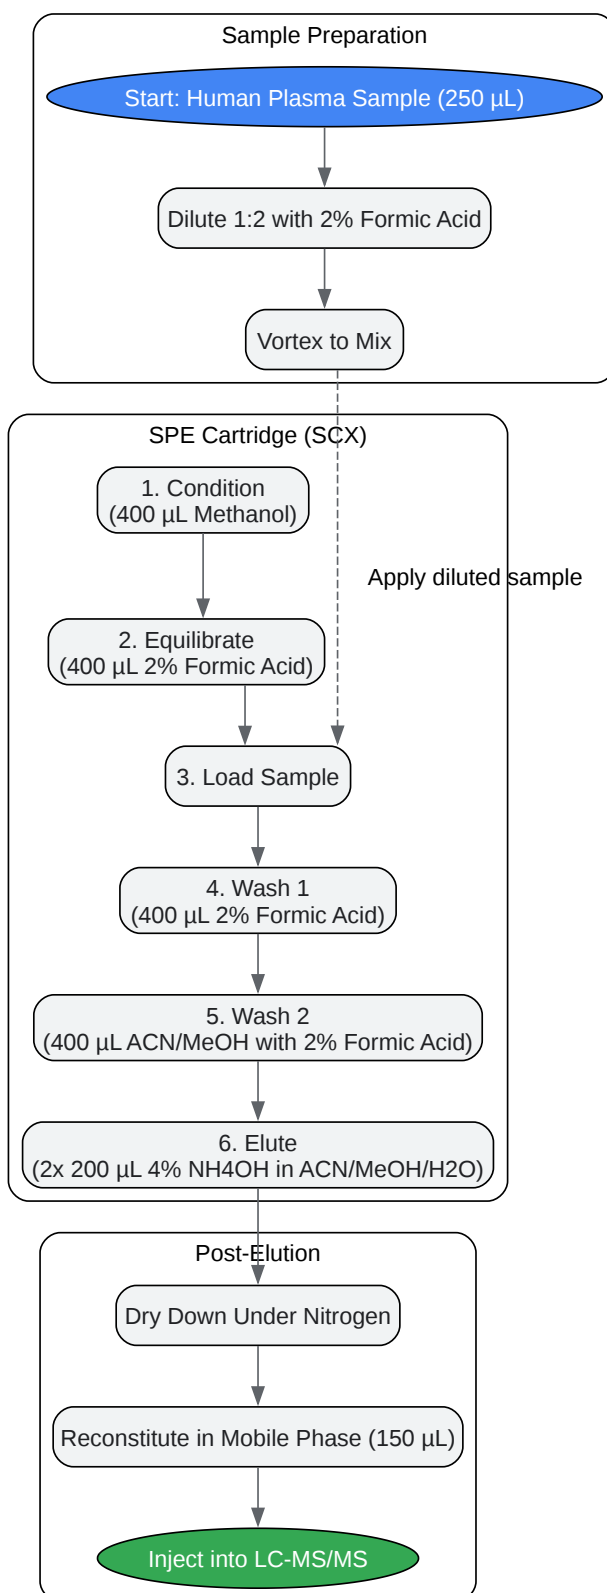 Sample Preparation
Start: Human Plasma Sample (250 µL)
Dilute 1:2 with 2% Formic Acid
Vortex to Mix
SPE Cartridge (SCX)
1. Condition
(400 µL Methanol)
Apply diluted sample
2. Equilibrate
(400 µL 2% Formic Acid)
3. Load Sample
4. Wash 1
(400 µL 2% Formic Acid)
5. Wash 2
(400 µL ACN/MeOH with 2% Formic Acid)
6. Elute
(2x 200 µL 4% NH4OH in ACN/MeOH/H2O)
Post-Elution
Dry Down Under Nitrogen
Reconstitute in Mobile Phase (150 µL)
Inject into LC-MS/MS